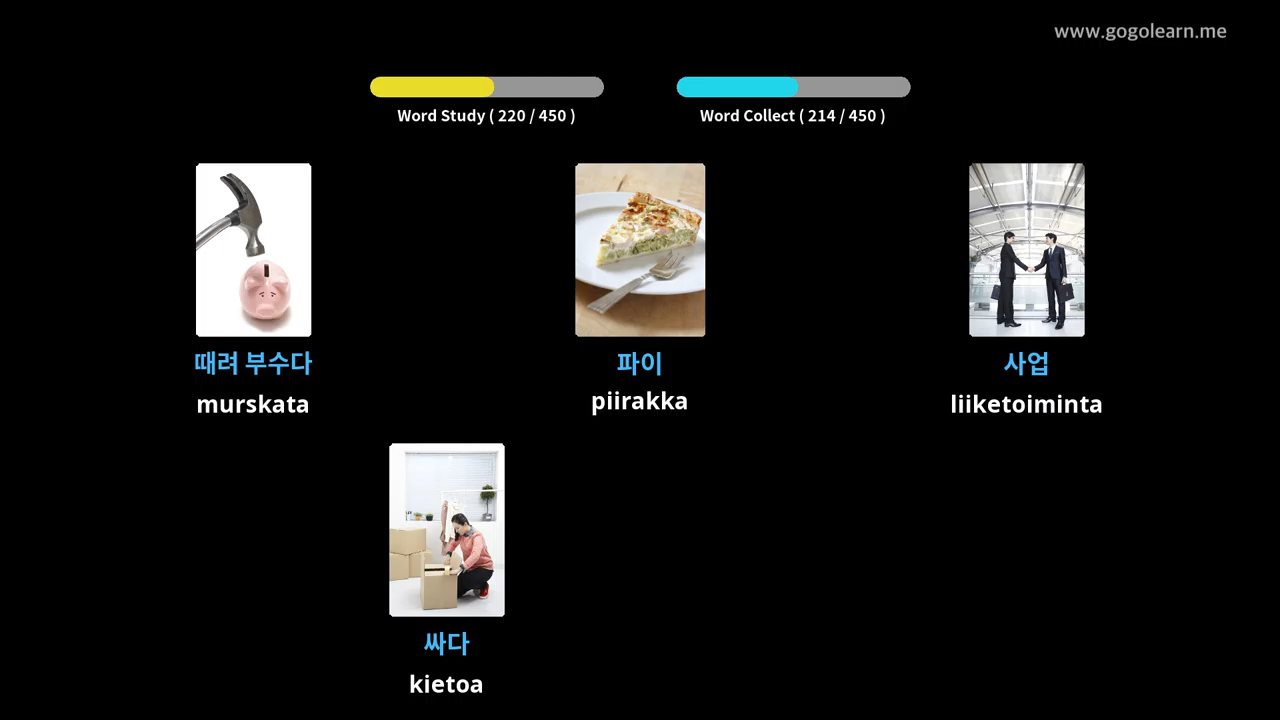 www.gogolearn.me
Word Study ( 220 / 450 )
Word Collect ( 214 / 450 )
때려 부수다
murskata
파이
piirakka
사업
liiketoiminta
싸다
kietoa